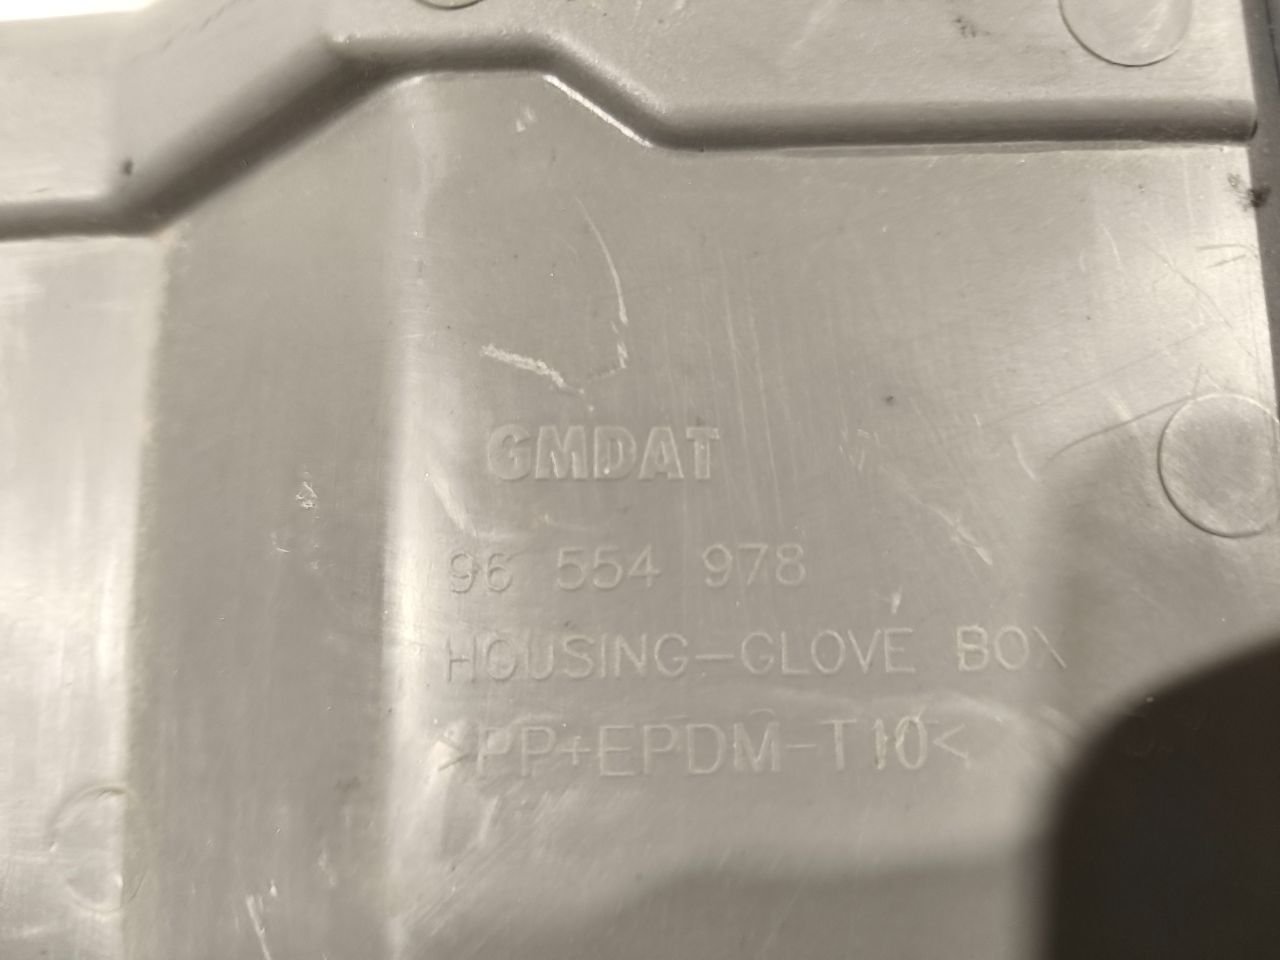 GMDAT
96 554 978
HOUSING-GLOVE BOX
>PP+EPDM-T10<